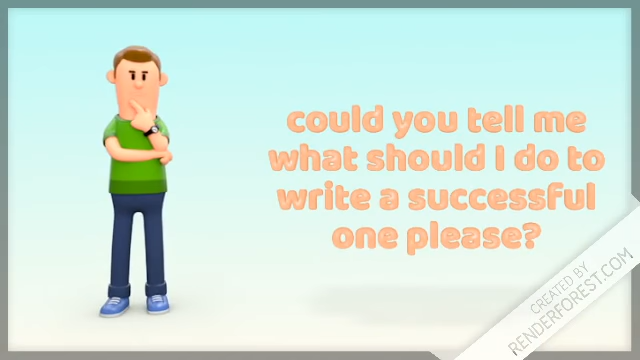 could you tell me
what should I do to
write a successful
one please?
CREATED BY
RENDERFOREST.COM